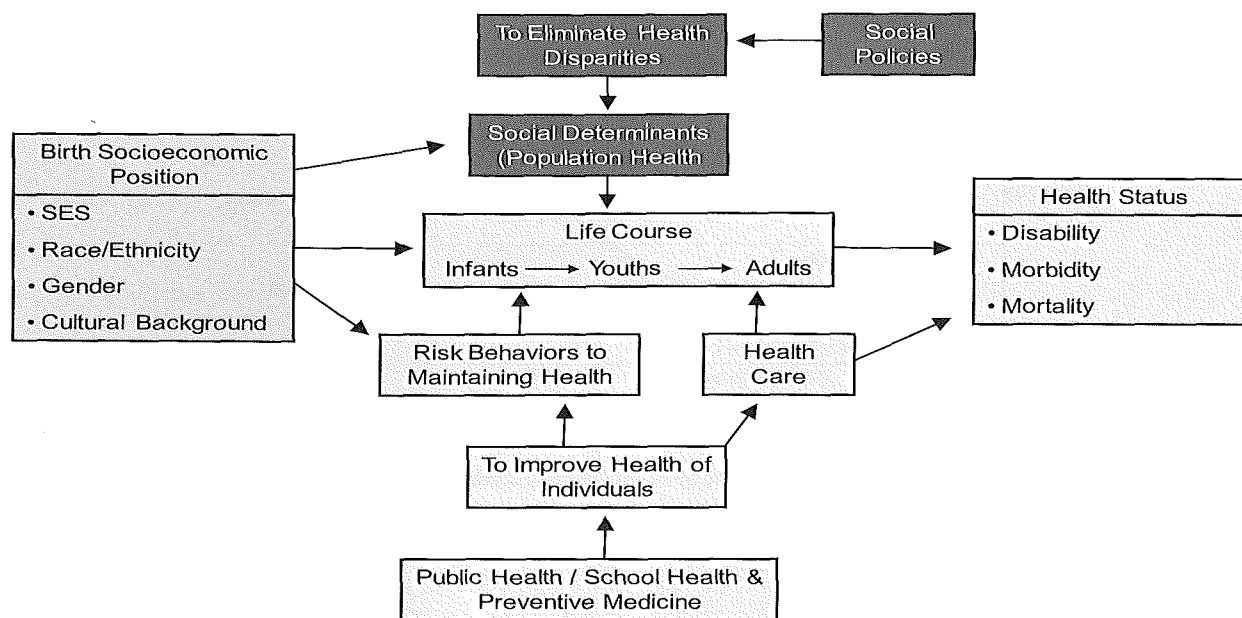 To Eliminate Health
Disparities
Social
Policies
Social Determinants
(Population Health
Birth Socioeconomic
Position
• SES
• Race/Ethnicity
• Gender
• Cultural Background
Life Course
Infants Youths Adults
Health Status
• Disability
• Morbidity
• Mortality
Risk Behaviors to
Maintaining Health
Health
Care
To Improve Health of
Individuals
Public Health / School Health &
Preventive Medicine